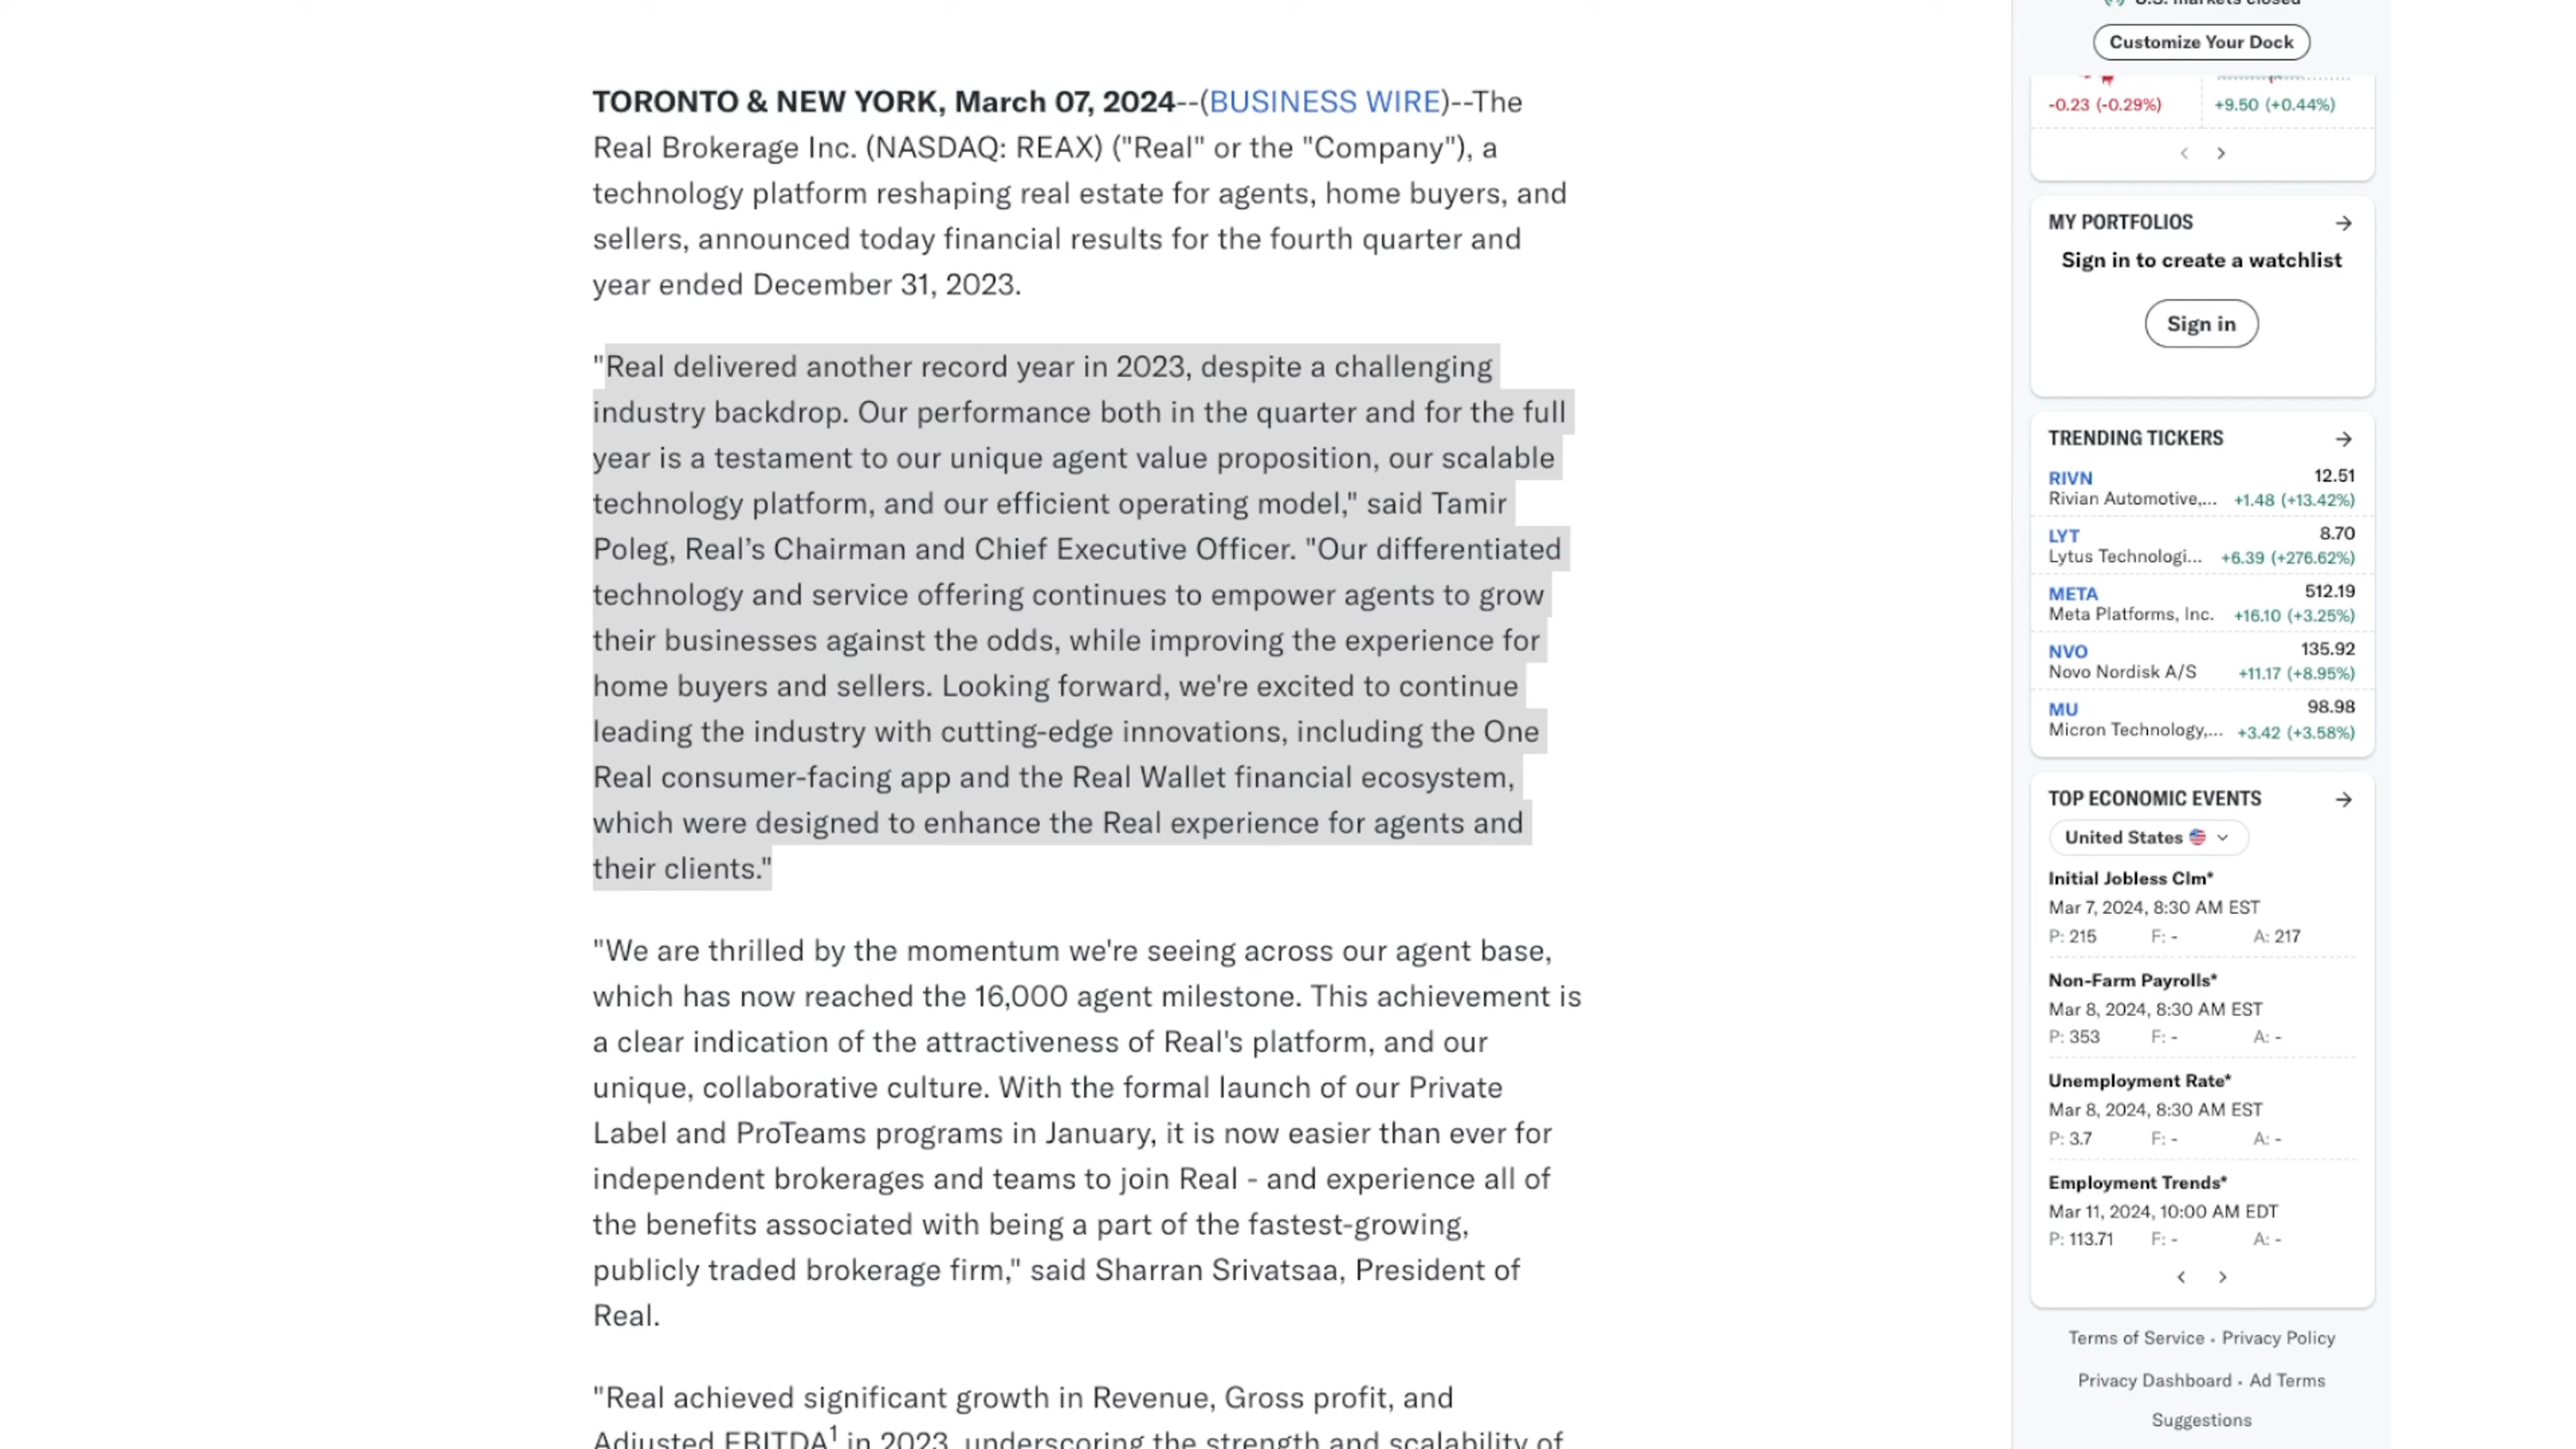 TORONTO & NEW YORK, March 07, 2024--(BUSINESS WIRE)--The
Real Brokerage Inc. (NASDAQ: REAX) ("Real" or the "Company"), a
technology platform reshaping real estate for agents, home buyers, and
sellers, announced today financial results for the fourth quarter and
year ended December 31, 2023.
"Real delivered another record year in 2023, despite a challenging
industry backdrop. Our performance both in the quarter and for the full
year is a testament to our unique agent value proposition, our scalable
technology platform, and our efficient operating model," said Tamir
Poleg, Real’s Chairman and Chief Executive Officer. "Our differentiated
technology and service offering continues to empower agents to grow
their businesses against the odds, while improving the experience for
home buyers and sellers. Looking forward, we're excited to continue
leading the industry with cutting-edge innovations, including the One
Real consumer-facing app and the Real Wallet financial ecosystem,
which were designed to enhance the Real experience for agents and
their clients."
"We are thrilled by the momentum we're seeing across our agent base,
which has now reached the 16,000 agent milestone. This achievement is
a clear indication of the attractiveness of Real's platform, and our
unique, collaborative culture. With the formal launch of our Private
Label and ProTeams programs in January, it is now easier than ever for
independent brokerages and teams to join Real - and experience all of
the benefits associated with being a part of the fastest-growing,
publicly traded brokerage firm," said Sharran Srivatsaa, President of
Real.
"Real achieved significant growth in Revenue, Gross profit, and
Adjusted EBITDA1 in 2023, underscoring the strength and scalability of
U.S. markets closed
Customize Your Dock
-0.23 (-0.29%) +9.50 (+0.44%)
MY PORTFOLIOS
Sign in to create a watchlist
Sign in
TRENDING TICKERS
RIVN 12.51
Rivian Automotive,... +1.48 (+13.42%)
LYT 8.70
Lytus Technologi... +6.39 (+276.62%)
META 512.19
Meta Platforms, Inc. +16.10 (+3.25%)
NVO 135.92
Novo Nordisk A/S +11.17 (+8.95%)
MU 98.98
Micron Technology,... +3.42 (+3.58%)
TOP ECONOMIC EVENTS
United States
Initial Jobless Clm*
Mar 7, 2024, 8:30 AM EST
P: 215 F: - A: 217
Non-Farm Payrolls*
Mar 8, 2024, 8:30 AM EST
P: 353 F: - A: -
Unemployment Rate*
Mar 8, 2024, 8:30 AM EST
P: 3.7 F: - A: -
Employment Trends*
Mar 11, 2024, 10:00 AM EDT
P: 113.71 F: - A: -
Terms of Service • Privacy Policy
Privacy Dashboard • Ad Terms
Suggestions